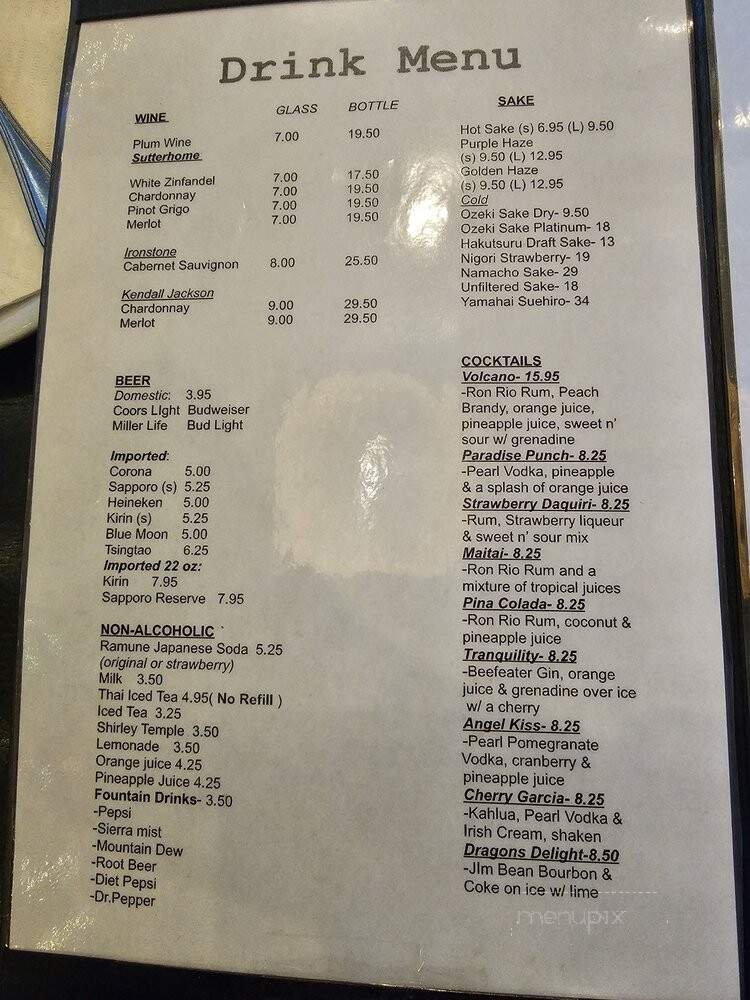 Drink Menu
WINE GLASS BOTTLE
Plum Wine 7.00 19.50
Sutterhome
White Zinfandel 7.00 17.50
Chardonnay 7.00 19.50
Pinot Grigo 7.00 19.50
Merlot 7.00 19.50
Ironstone
Cabernet Sauvignon 8.00 25.50
Kendall Jackson
Chardonnay 9.00 29.50
Merlot 9.00 29.50
BEER
Domestic: 3.95
Coors LIght Budweiser
Miller Life Bud Light
Imported:
Corona 5.00
Sapporo (s) 5.25
Heineken 5.00
Kirin (s) 5.25
Blue Moon 5.00
Tsingtao 6.25
Imported 22 oz:
Kirin 7.95
Sapporo Reserve 7.95
NON-ALCOHOLIC
Ramune Japanese Soda 5.25
(original or strawberry)
Milk 3.50
Thai Iced Tea 4.95( No Refill )
Iced Tea 3.25
Shirley Temple 3.50
Lemonade 3.50
Orange juice 4.25
Pineapple Juice 4.25
Fountain Drinks- 3.50
-Pepsi
-Sierra mist
-Mountain Dew
-Root Beer
-Diet Pepsi
-Dr.Pepper
SAKE
Hot Sake (s) 6.95 (L) 9.50
Purple Haze
(s) 9.50 (L) 12.95
Golden Haze
(s) 9.50 (L) 12.95
Cold
Ozeki Sake Dry- 9.50
Ozeki Sake Platinum- 18
Hakutsuru Draft Sake- 13
Nigori Strawberry- 19
Namacho Sake- 29
Unfiltered Sake- 18
Yamahai Suehiro- 34
COCKTAILS
Volcano- 15.95
-Ron Rio Rum, Peach
Brandy, orange juice,
pineapple juice, sweet n'
sour w/ grenadine
Paradise Punch- 8.25
-Pearl Vodka, pineapple
& a splash of orange juice
Strawberry Daquiri- 8.25
-Rum, Strawberry liqueur
& sweet n' sour mix
Maitai- 8.25
-Ron Rio Rum and a
mixture of tropical juices
Pina Colada- 8.25
-Ron Rio Rum, coconut &
pineapple juice
Tranquility- 8.25
-Beefeater Gin, orange
juice & grenadine over ice
w/ a cherry
Angel Kiss- 8.25
-Pearl Pomegranate
Vodka, cranberry &
pineapple juice
Cherry Garcia- 8.25
-Kahlua, Pearl Vodka &
Irish Cream, shaken
Dragons Delight-8.50
-JIm Bean Bourbon &
Coke on ice w/ lime
menupix